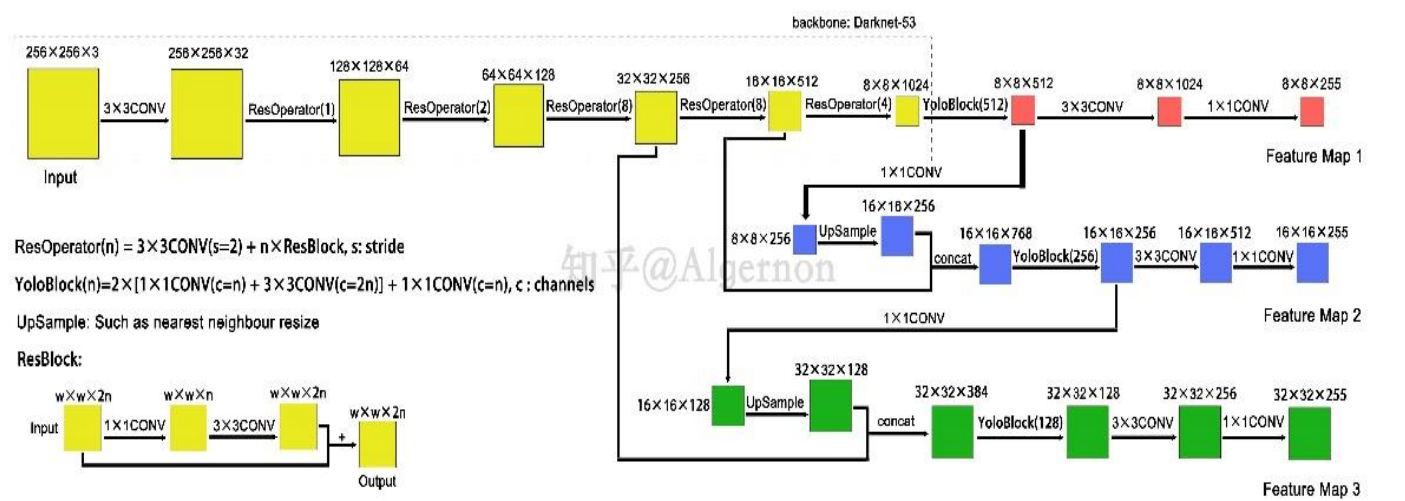 backbone: Darknet-53
256×256×3
256×256×32
128×128×64
64×64×128
32×32×256
16×16×512
8×8×1024
8×8×512
8×8×1024
8×8×255
3×3CONV
ResOperator(1)
ResOperator(2)
ResOperator(8)
ResOperator(8)
ResOperator(4)
YoloBlock(512)
3×3CONV
1×1CONV
Input
Feature Map 1
1×1CONV
8×8×256
UpSample
16×16×256
concat
16×16×768
YoloBlock(256)
16×16×256
3×3CONV
16×16×512
1×1CONV
16×16×255
Feature Map 2
知乎@Algernon
ResOperator(n) = 3×3CONV(s=2) + n×ResBlock, s: stride
YoloBlock(n)=2×[1×1CONV(c=n) + 3×3CONV(c=2n)] + 1×1CONV(c=n), c : channels
UpSample: Such as nearest neighbour resize
ResBlock:
1×1CONV
16×16×128
UpSample
32×32×128
concat
32×32×384
YoloBlock(128)
32×32×128
3×3CONV
32×32×256
1×1CONV
32×32×255
Feature Map 3
w×w×2n
w×w×n
w×w×2n
w×w×2n
Input
1×1CONV
3×3CONV
+
Output